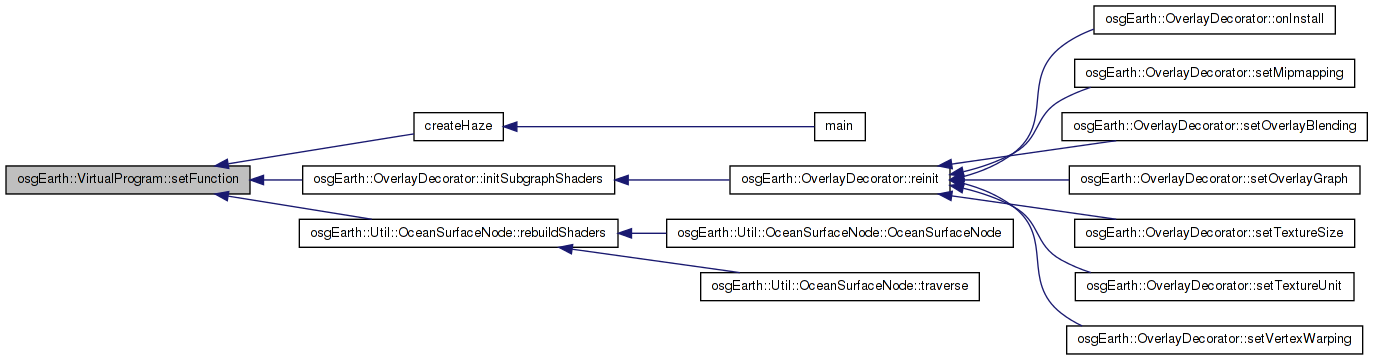 osgEarth::OverlayDecorator::onInstall
osgEarth::OverlayDecorator::setMipmapping
createHaze
main
osgEarth::OverlayDecorator::setOverlayBlending
osgEarth::VirtualProgram::setFunction
osgEarth::OverlayDecorator::initSubgraphShaders
osgEarth::OverlayDecorator::reinit
osgEarth::OverlayDecorator::setOverlayGraph
osgEarth::Util::OceanSurfaceNode::rebuildShaders
osgEarth::Util::OceanSurfaceNode::OceanSurfaceNode
osgEarth::OverlayDecorator::setTextureSize
osgEarth::Util::OceanSurfaceNode::traverse
osgEarth::OverlayDecorator::setTextureUnit
osgEarth::OverlayDecorator::setVertexWarping